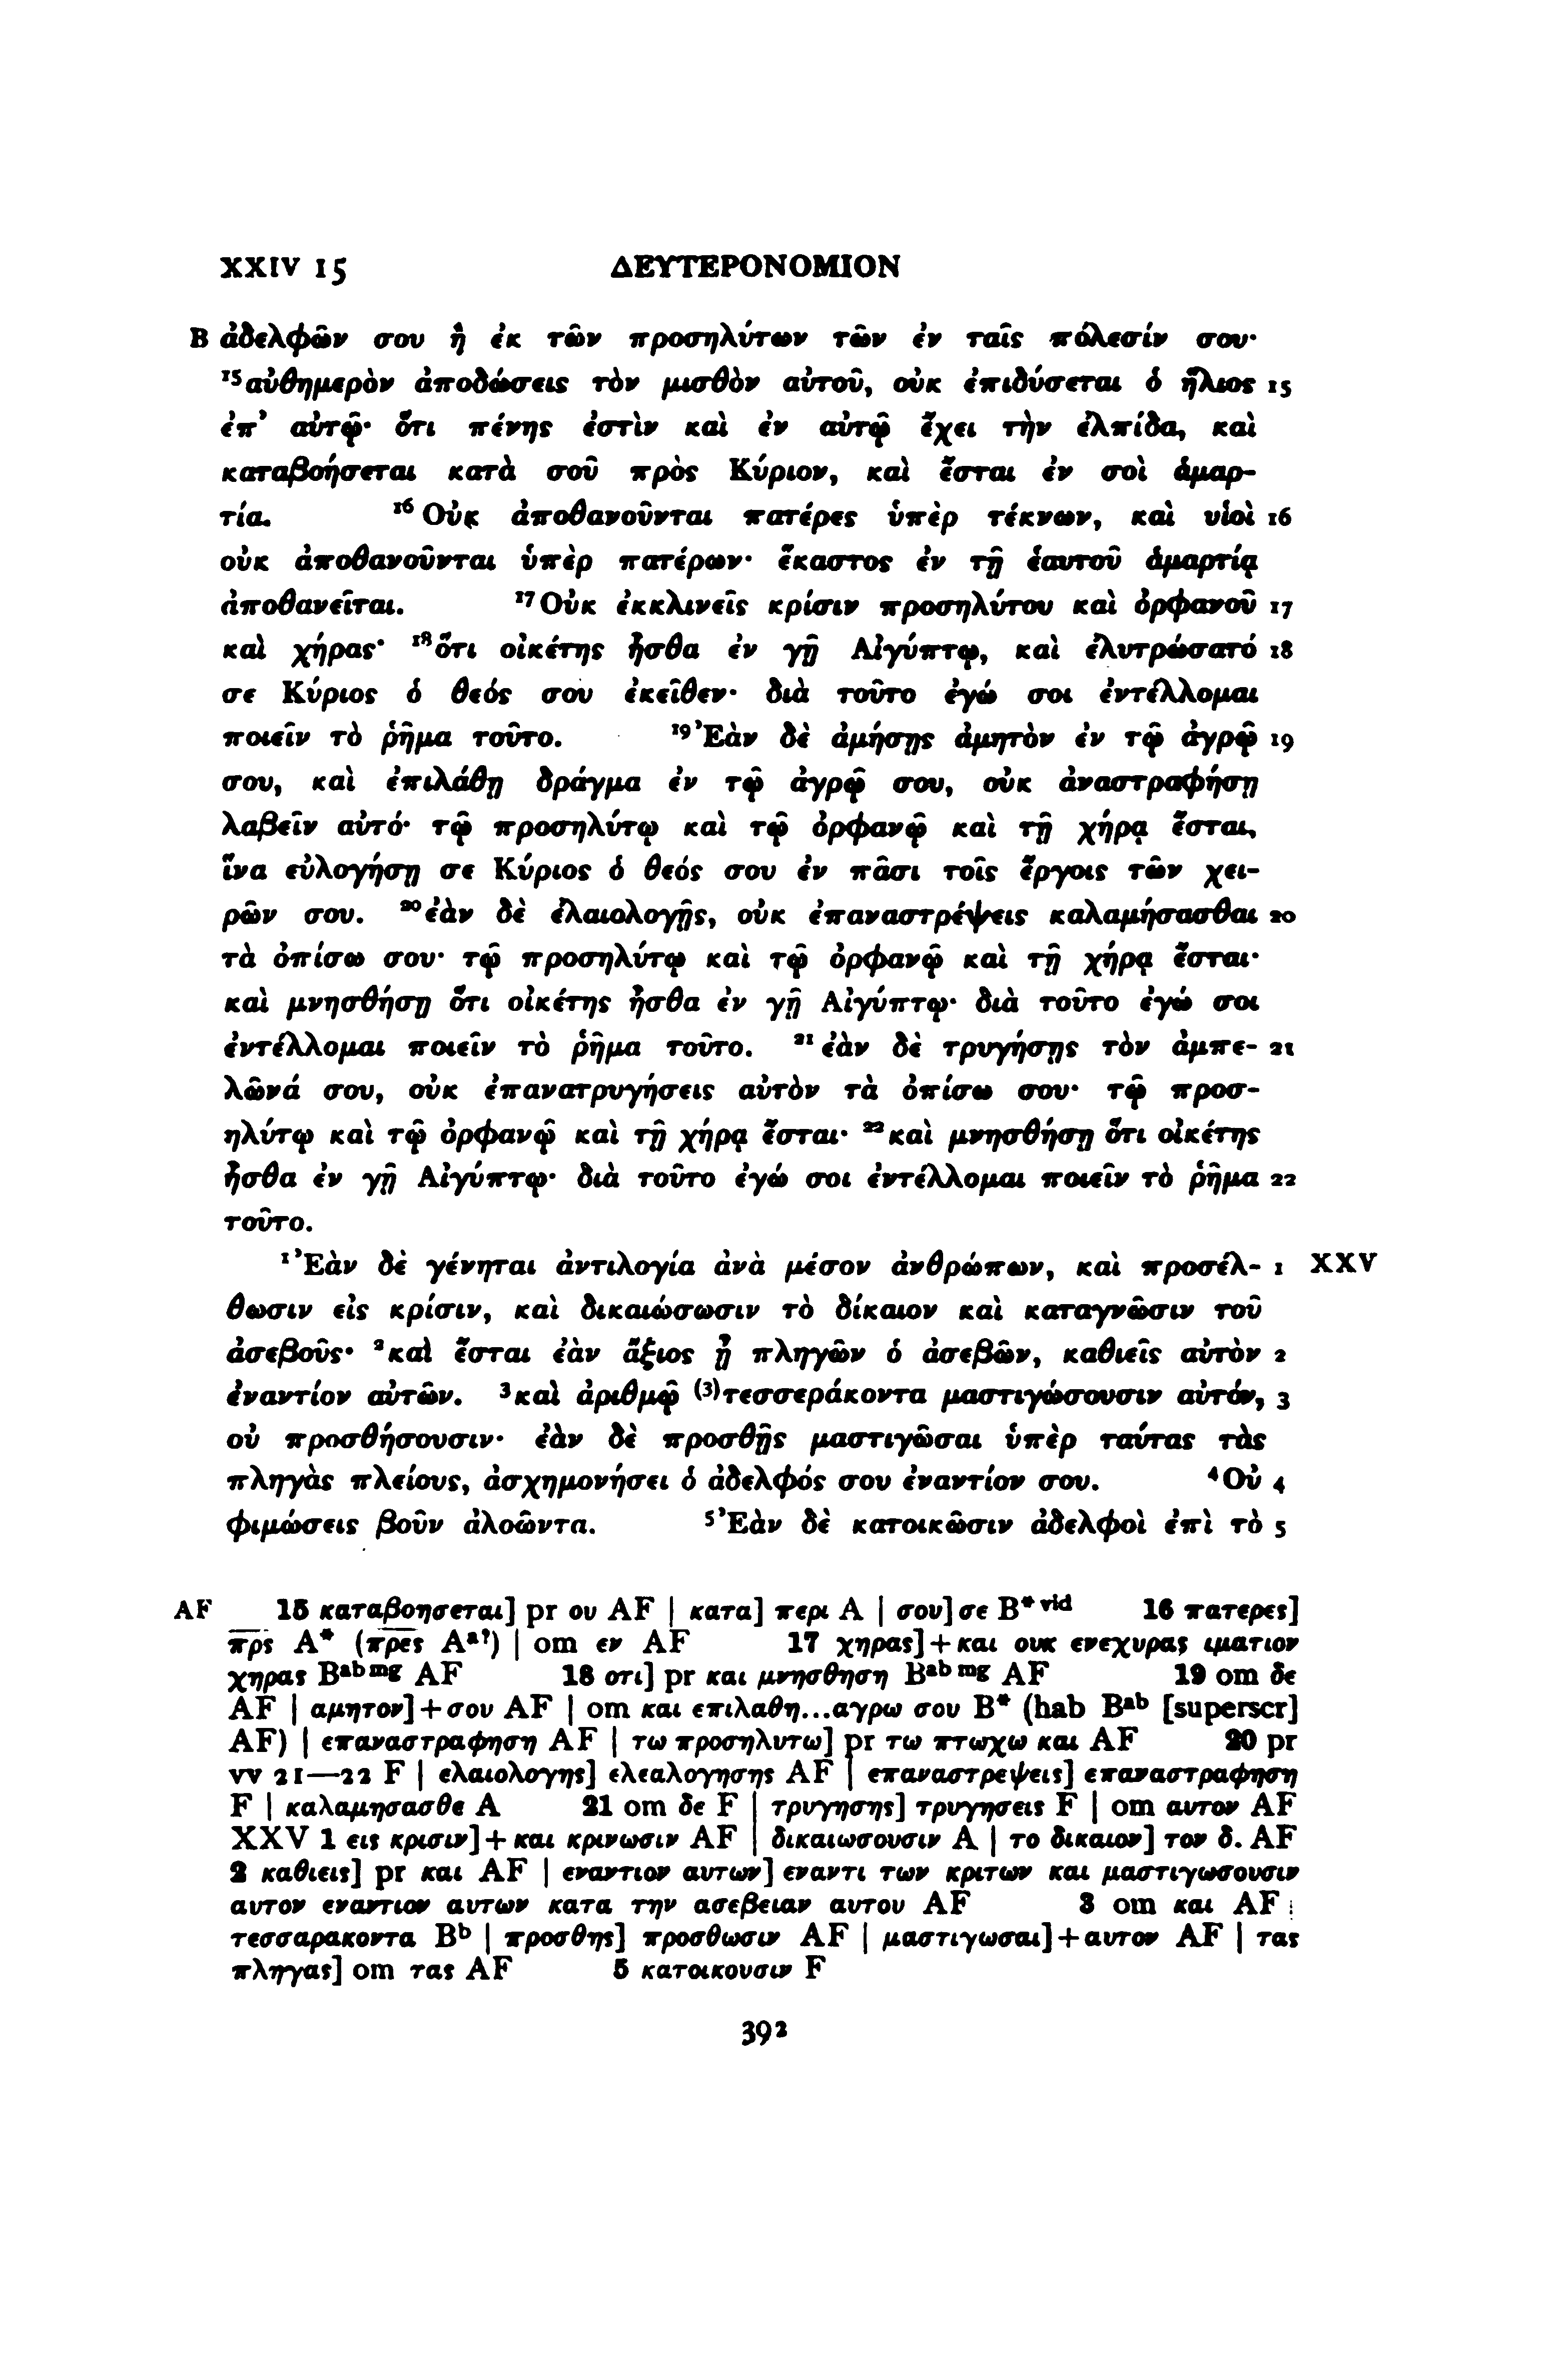 XXIV 15 ΔΕΥΤΕΡΟΝΟΜΙΟΝ
B ἀδελφῶν σου ἢ ἐκ τῶν προσηλύτων τῶν ἐν ταῖς πόλεσίν σου·
¹⁵αὐθημερὸν ἀποδώσεις τὸν μισθὸν αὐτοῦ, οὐκ ἐπιδύσεται ὁ ἥλιος 15
ἐπ’ αὐτῷ· ὅτι πένης ἐστὶν καὶ ἐν αὐτῷ ἔχει τὴν ἐλπίδα, καὶ
καταβοήσεται κατὰ σοῦ πρὸς Κύριον, καὶ ἔσται ἐν σοὶ ἁμαρ-
τία. ¹⁶Οὐκ ἀποθανοῦνται πατέρες ὑπὲρ τέκνων, καὶ υἱοὶ 16
οὐκ ἀποθανοῦνται ὑπὲρ πατέρων· ἕκαστος ἐν τῇ ἑαυτοῦ ἁμαρτίᾳ
ἀποθανεῖται. ¹⁷Οὐκ ἐκκλινεῖς κρίσιν προσηλύτου καὶ ὀρφανοῦ 17
καὶ χήρας· ¹⁸ὅτι οἰκέτης ἦσθα ἐν γῇ Αἰγύπτῳ, καὶ ἐλυτρώσατό 18
σε Κύριος ὁ θεός σου ἐκεῖθεν· διὰ τοῦτο ἐγώ σοι ἐντέλλομαι
ποιεῖν τὸ ῥῆμα τοῦτο. ¹⁹Ἐὰν δὲ ἀμήσῃς ἀμητὸν ἐν τῷ ἀγρῷ 19
σου, καὶ ἐπιλάθῃ δράγμα ἐν τῷ ἀγρῷ σου, οὐκ ἀναστραφήσῃ
λαβεῖν αὐτό· τῷ προσηλύτῳ καὶ τῷ ὀρφανῷ καὶ τῇ χήρᾳ ἔσται,
ἵνα εὐλογήσῃ σε Κύριος ὁ θεός σου ἐν πᾶσι τοῖς ἔργοις τῶν χει-
ρῶν σου. ²⁰ἐὰν δὲ ἐλαιολογῇς, οὐκ ἐπαναστρέψεις καλαμήσασθαι 20
τὰ ὀπίσω σου· τῷ προσηλύτῳ καὶ τῷ ὀρφανῷ καὶ τῇ χήρᾳ ἔσται·
καὶ μνησθήσῃ ὅτι οἰκέτης ἦσθα ἐν γῇ Αἰγύπτῳ· διὰ τοῦτο ἐγώ σοι
ἐντέλλομαι ποιεῖν τὸ ῥῆμα τοῦτο. ²¹ἐὰν δὲ τρυγήσῃς τὸν ἀμπε- 21
λῶνά σου, οὐκ ἐπανατρυγήσεις αὐτὸν τὰ ὀπίσω σου· τῷ προσ-
ηλύτῳ καὶ τῷ ὀρφανῷ καὶ τῇ χήρᾳ ἔσται· ²²καὶ μνησθήσῃ ὅτι οἰκέτης
ἦσθα ἐν γῇ Αἰγύπτῳ· διὰ τοῦτο ἐγώ σοι ἐντέλλομαι ποιεῖν τὸ ῥῆμα 22
τοῦτο.
¹Ἐὰν δὲ γένηται ἀντιλογία ἀνὰ μέσον ἀνθρώπων, καὶ προσέλ- 1 XXV
θωσιν εἰς κρίσιν, καὶ δικαιώσωσιν τὸ δίκαιον καὶ καταγνῶσιν τοῦ
ἀσεβοῦς· ²καὶ ἔσται ἐὰν ἄξιος ᾖ πληγῶν ὁ ἀσεβῶν, καθιεῖς αὐτὸν 2
ἐναντίον αὐτῶν. ³καὶ ἀριθμῷ ⁽³⁾τεσσεράκοντα μαστιγώσουσιν αὐτόν, 3
οὐ προσθήσουσιν· ἐὰν δὲ προσθῇς μαστιγῶσαι ὑπὲρ ταύτας τὰς
πληγὰς πλείους, ἀσχημονήσει ὁ ἀδελφός σου ἐναντίον σου. ⁴Οὐ 4
φιμώσεις βοῦν ἀλοῶντα. ⁵Ἐὰν δὲ κατοικῶσιν ἀδελφοὶ ἐπὶ τὸ 5
AF 15 καταβοησεται] pr ου AF | κατα] περι A | σου] σε B*ᵛⁱᵈ 16 πατερες]
π̅ρ̅ς̅ A* (π̅ρ̅ε̅ς̅ Aᵃ?) | om εν AF 17 χηρας]+και ουκ ενεχυρας ιματιον
χηρας Bᵃᵇᵐᵍ AF 18 οτι] pr και μνησθηση Bᵃᵇᵐᵍ AF 19 om δε
AF | αμητον]+σου AF | om και επιλαθη...αγρω σου B* (hab Bᵃᵇ [superscr]
AF) | επαναστραφηση AF | τω προσηλυτω] pr τω πτωχω και AF 20 pr
vv 21—22 F | ελαιολογης] ελεαλογησης AF | επαναστρεψεις] επαναστραφηση
F | καλαμησασθε A 21 om δε F | τρυγησης] τρυγησεις F | om αυτον AF
XXV 1 εις κρισιν]+και κρινωσιν AF | δικαιωσουσιν A | το δικαιον] τον δ. AF
2 καθιεις] pr και AF | εναντιον αυτων] εναντι των κριτων και μαστιγωσουσιν
αυτον εναντιον αυτων κατα την ασεβειαν αυτου AF 3 om και AF |
τεσσαρακοντα Bᵇ | προσθης] προσθωσιν AF | μαστιγωσαι]+αυτον AF | τας
πληγας] om τας AF 5 κατοικουσιν F
392